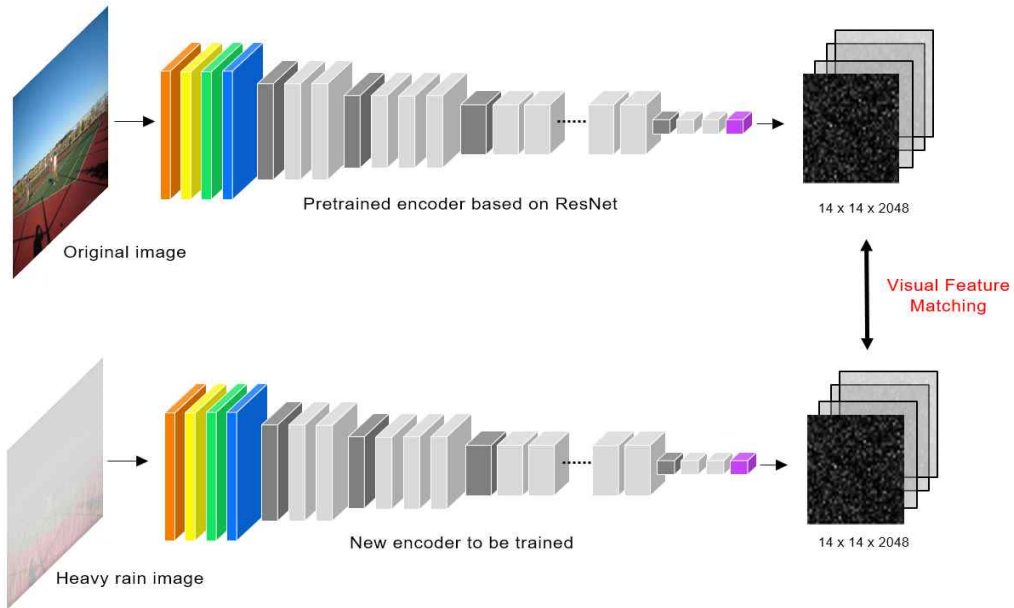 Original image
Pretrained encoder based on ResNet
14 x 14 x 2048
Visual Feature
Matching
Heavy rain image
New encoder to be trained
14 x 14 x 2048